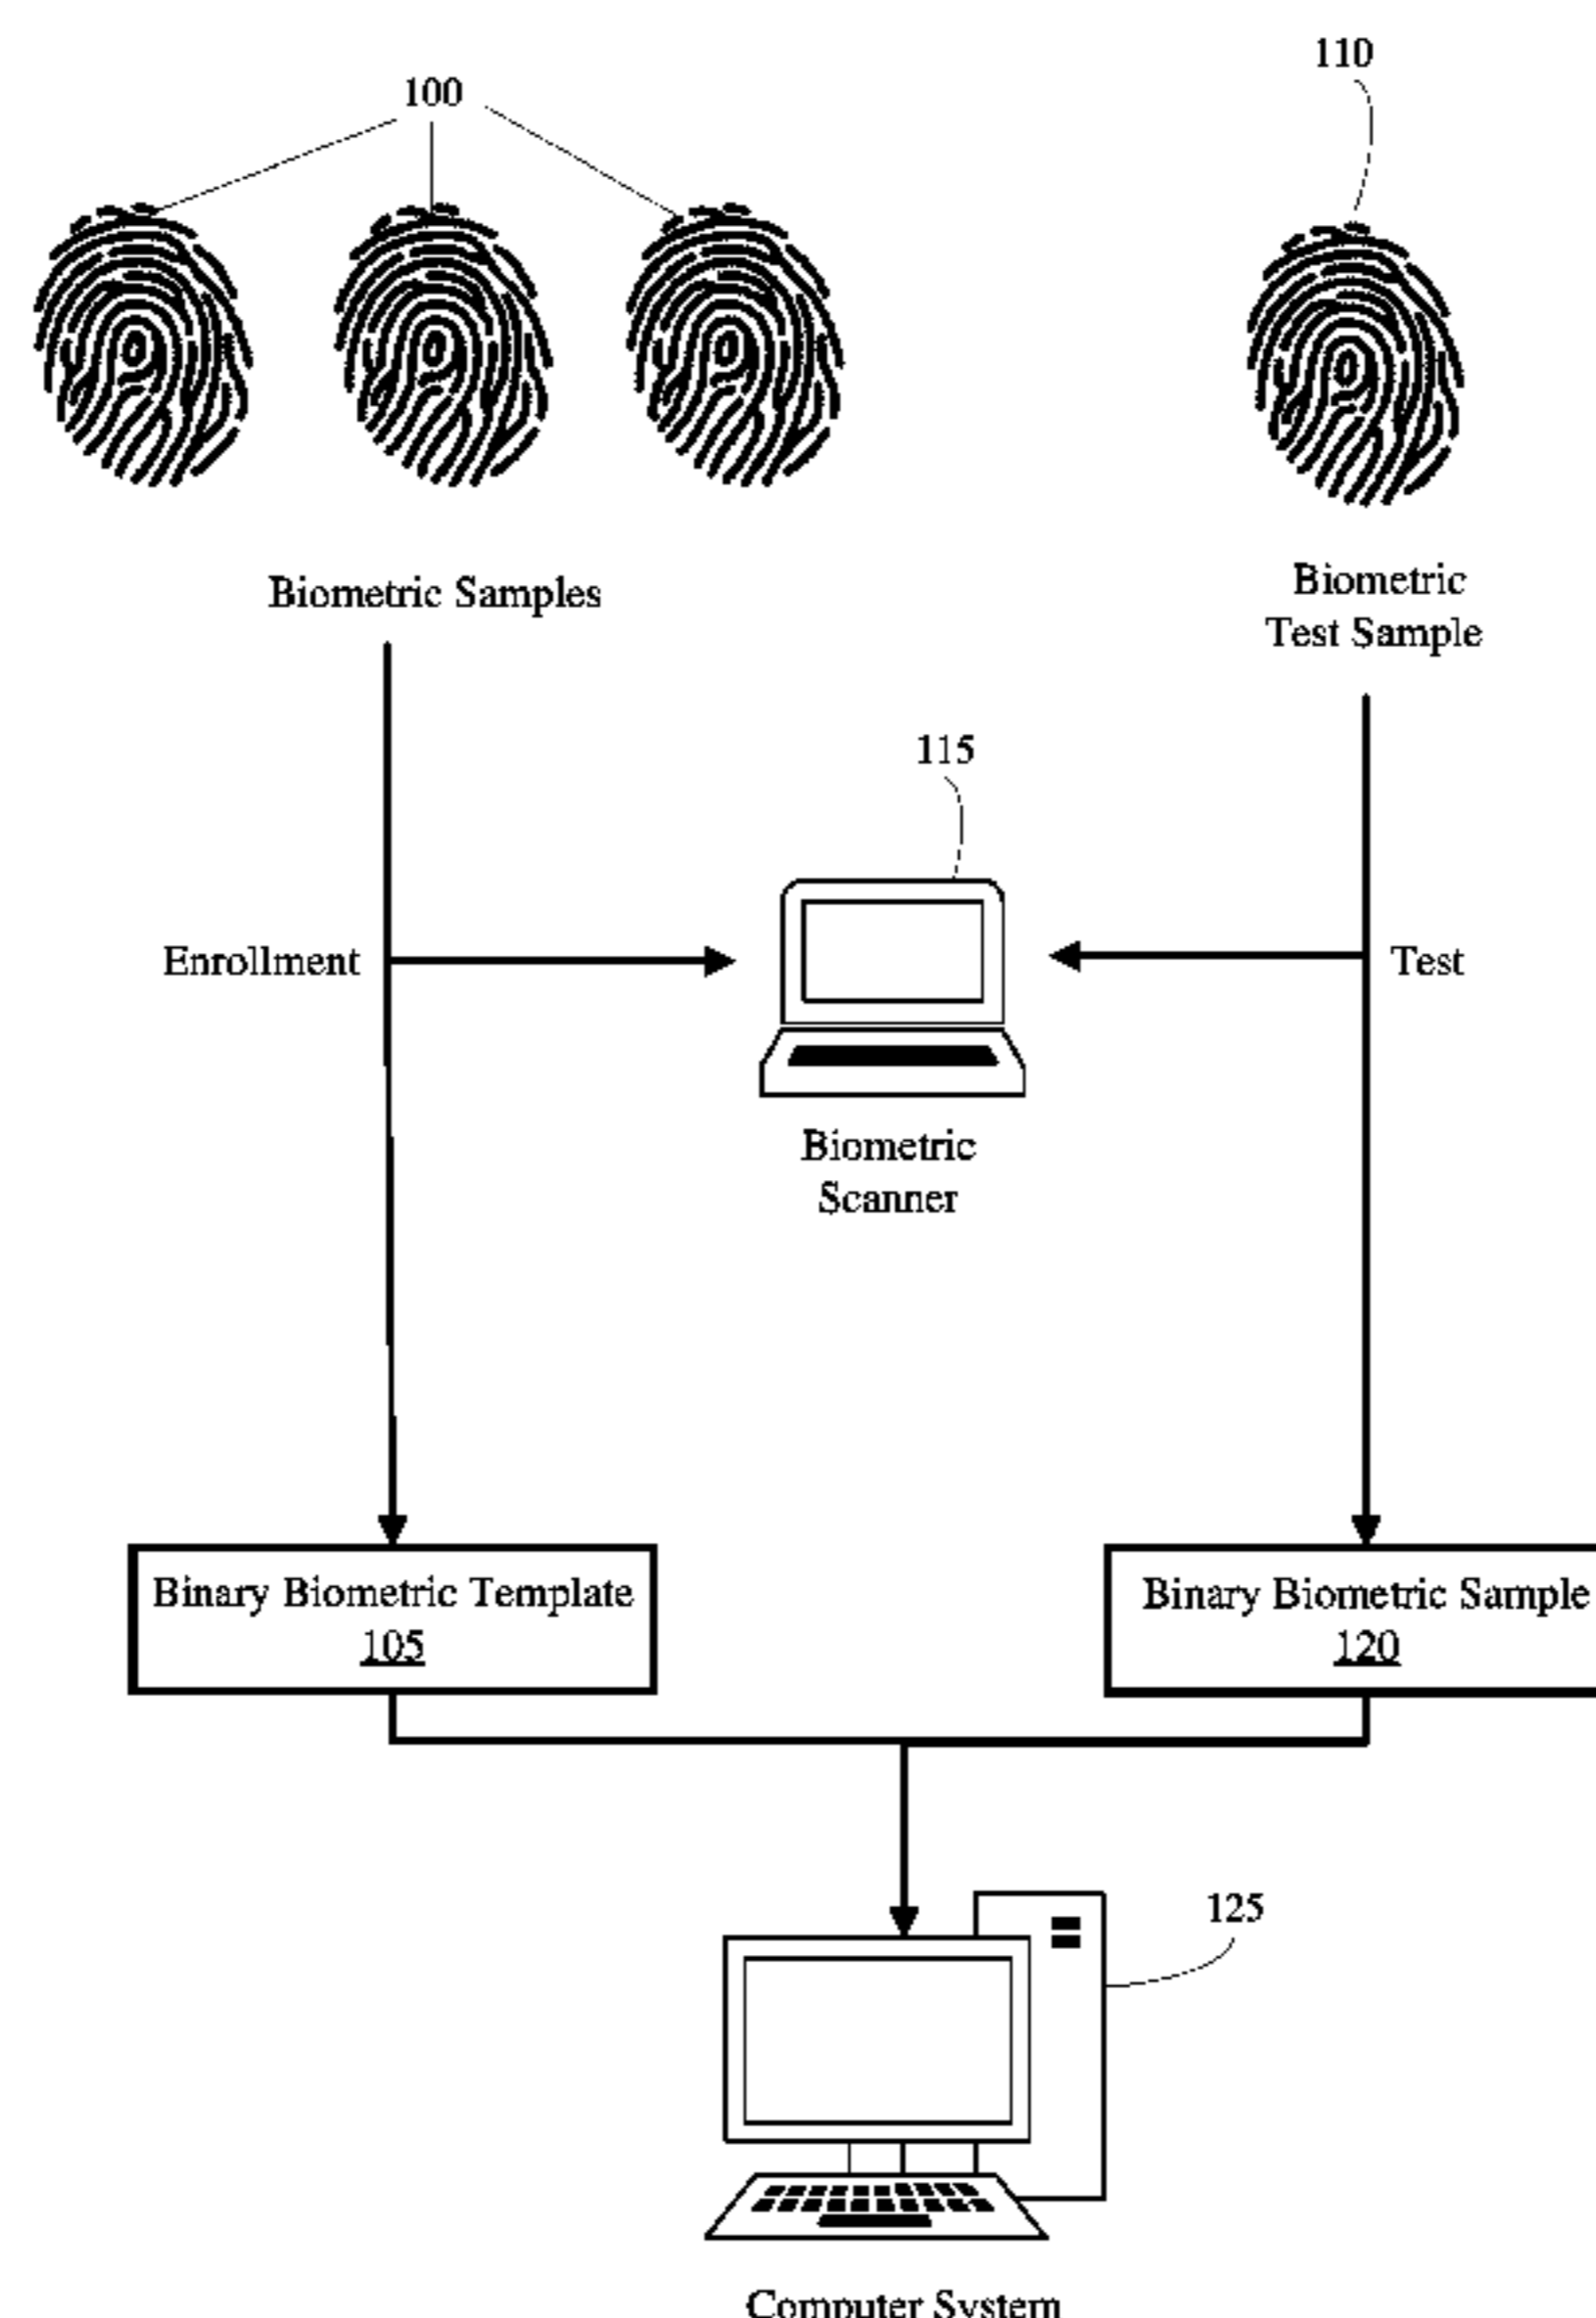 110
100
Biometric Samples
Biometric
Test Sample
115
Enrollment
Test
Biometric
Scanner
Binary Biometric Template
105
Binary Biometric Sample
120
125
Computer System